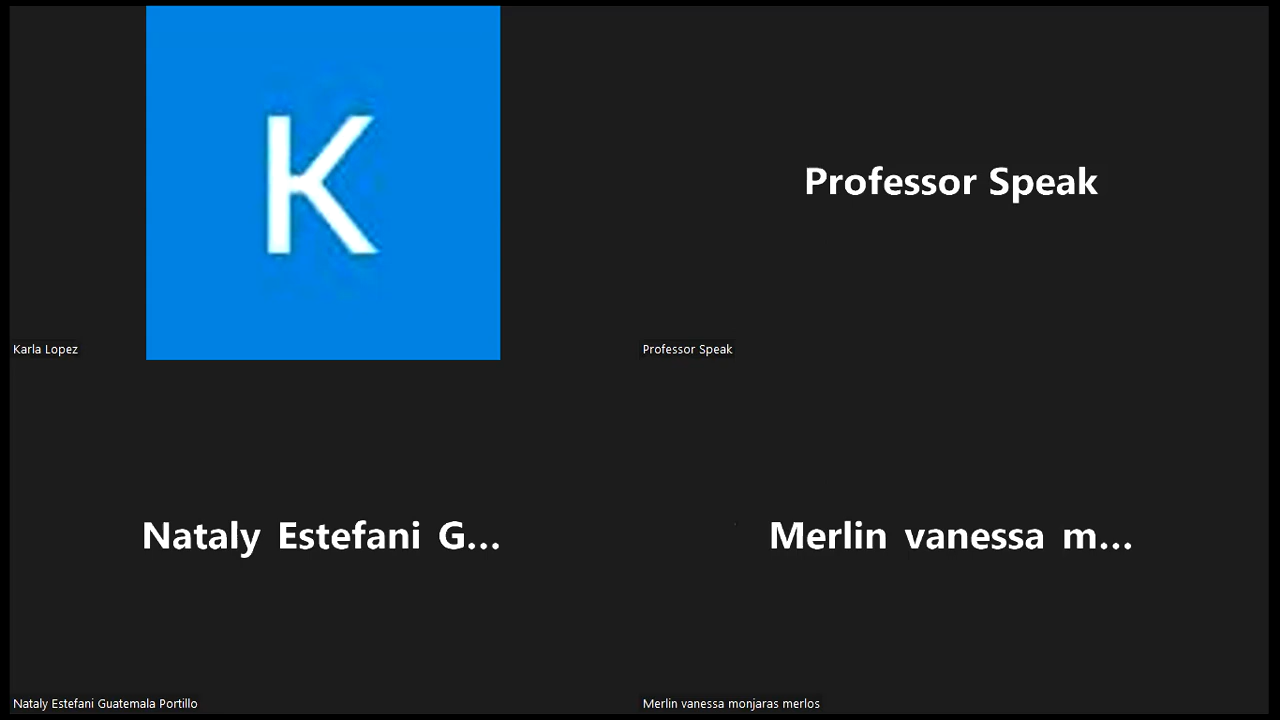 K
Karla Lopez
Professor Speak
Professor Speak
Nataly Estefani G...
Nataly Estefani Guatemala Portillo
Merlin vanessa m...
Merlin vanessa monjaras merlos